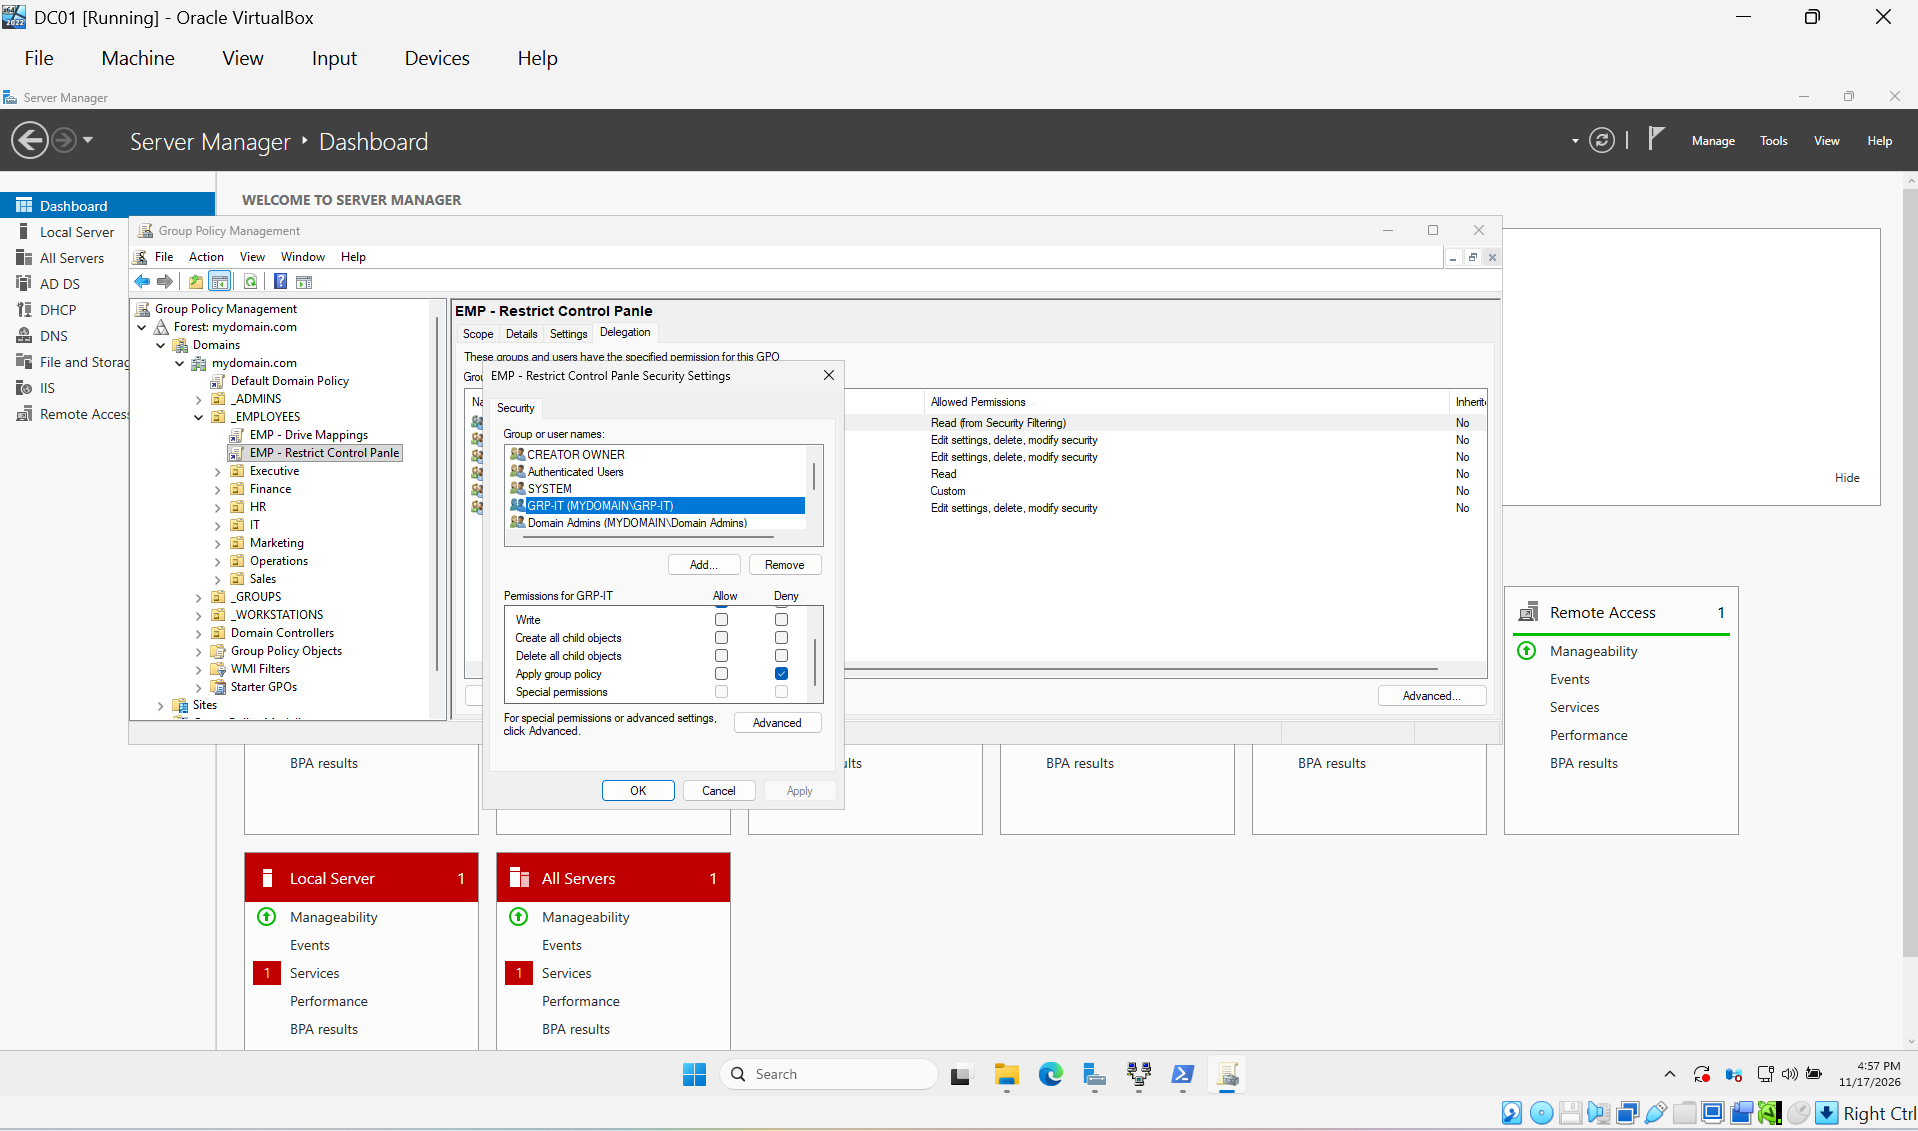 DC01 [Running] - Oracle VirtualBox
File Machine View Input Devices Help
Server Manager
Server Manager Dashboard
Manage Tools View Help
Dashboard
Local Server
All Servers
AD DS
DHCP
DNS
File and Storag
IIS
Remote Access
WELCOME TO SERVER MANAGER
Group Policy Management
File Action View Window Help
Group Policy Management
Forest: mydomain.com
Domains
mydomain.com
Default Domain Policy
_ADMINS
_EMPLOYEES
EMP - Drive Mappings
EMP - Restrict Control Panle
Executive
Finance
HR
IT
Marketing
Operations
Sales
_GROUPS
_WORKSTATIONS
Domain Controllers
Group Policy Objects
WMI Filters
Starter GPOs
Sites
EMP - Restrict Control Panle
Scope Details Settings Delegation
These groups and users have the specified permission for this GPO
Grou
Na Allowed Permissions Inherite
Read (from Security Filtering) No
Edit settings, delete, modify security No
Edit settings, delete, modify security No
Read No
Custom No
Edit settings, delete, modify security No
Advanced...
EMP - Restrict Control Panle Security Settings
Security
Group or user names:
CREATOR OWNER
Authenticated Users
SYSTEM
GRP-IT (MYDOMAIN\GRP-IT)
Domain Admins (MYDOMAIN\Domain Admins)
Add... Remove
Permissions for GRP-IT Allow Deny
Write
Create all child objects
Delete all child objects
Apply group policy
Special permissions
For special permissions or advanced settings,
click Advanced.
Advanced
OK Cancel Apply
Hide
Remote Access 1
Manageability
Events
Services
Performance
BPA results
BPA results
ults
BPA results
BPA results
Local Server 1
Manageability
Events
1 Services
Performance
BPA results
All Servers 1
Manageability
Events
1 Services
Performance
BPA results
Search
4:57 PM
11/17/2026
Right Ctrl